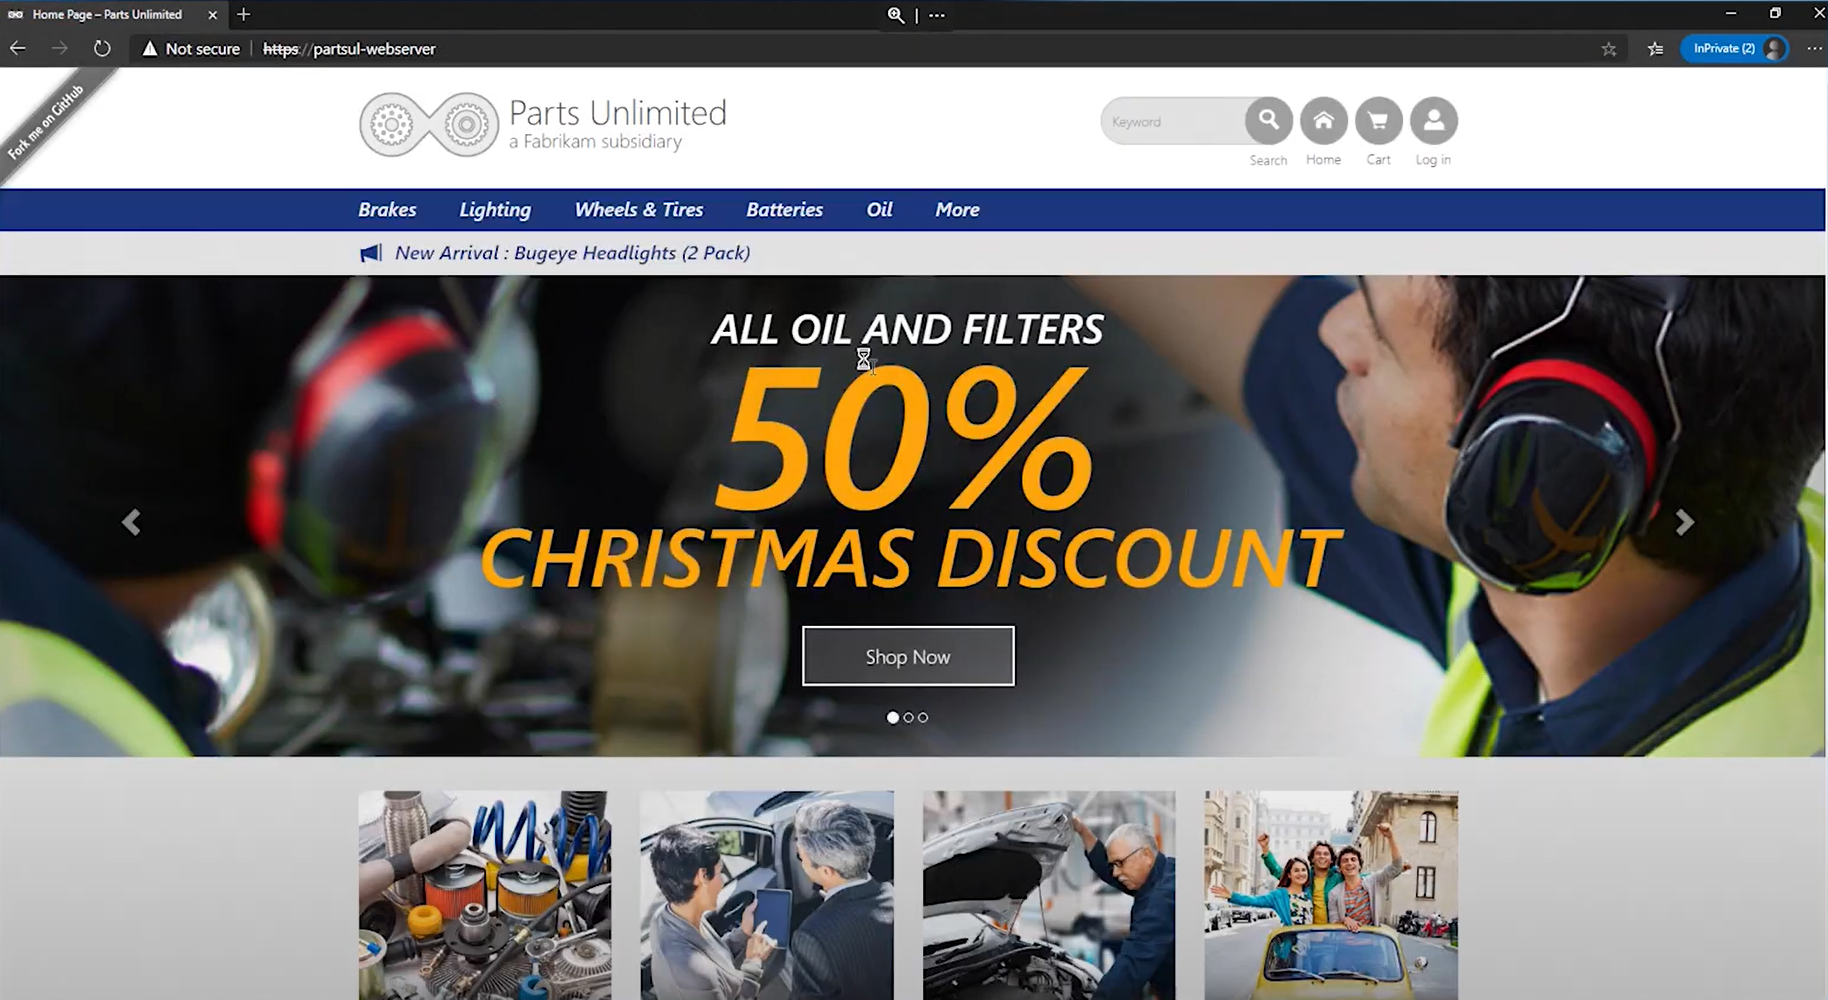 Home Page – Parts Unlimited
Not secure
https://partsul-webserver
InPrivate (2)
Fork me on GitHub
Parts Unlimited
a Fabrikam subsidiary
Keyword
Search
Home
Cart
Log in
Brakes
Lighting
Wheels & Tires
Batteries
Oil
More
New Arrival : Bugeye Headlights (2 Pack)
ALL OIL AND FILTERS
50%
CHRISTMAS DISCOUNT
Shop Now